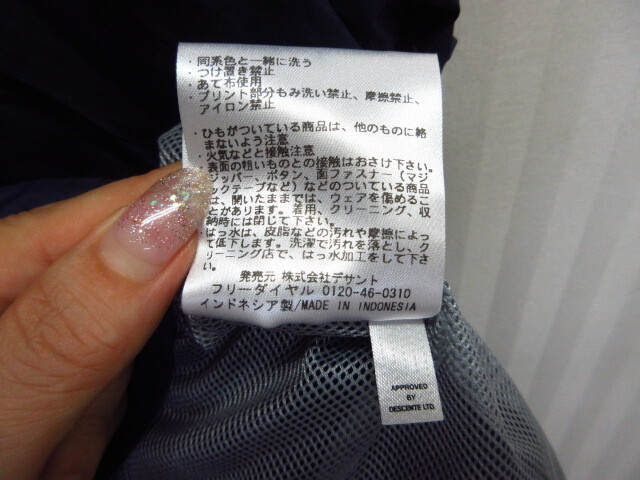 ・同系色と一緒に洗う
・つけ置き禁止
・あて布使用
・プリント部分もみ洗い禁止、摩擦禁止、
アイロン禁止
・ひもがついている商品は、他のものに絡
まないよう注意
・火気などと接触注意
表面の粗いものとの接触はおさけ下さい。
ジッパー、ボタン、面ファスナー（マジ
ックテープなど）などのついている商品
は、開いたままでは、ウェアを傷めるこ
とがあります。着用、クリーニング、収
納時には閉じて下さい。
・はっ水は、皮脂などの汚れや摩擦によっ
て低下します。洗濯で汚れを落とし、ク
リーニング店で、はっ水加工をして下さ
い。
発売元 株式会社デサント
フリーダイヤル 0120-46-0310
インドネシア製/MADE IN INDONESIA
APPROVED
BY
DESCENTE LTD.